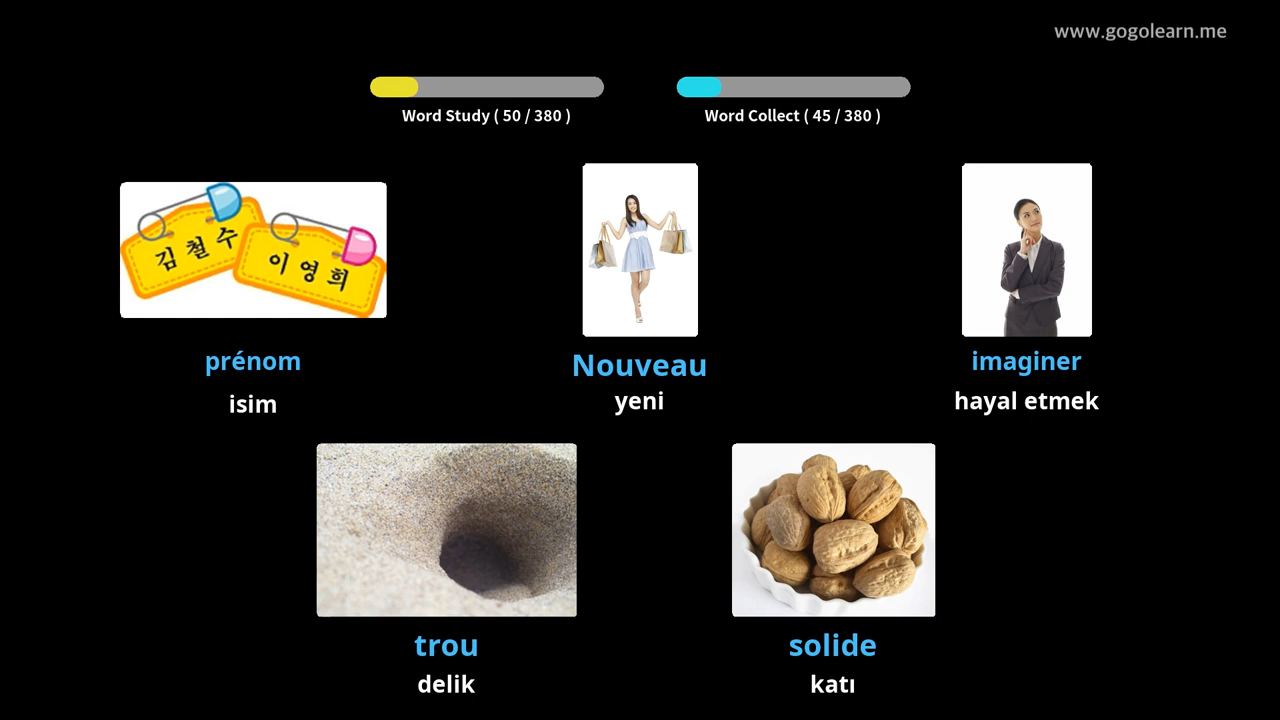 www.gogolearn.me
Word Study ( 50 / 380 )
Word Collect ( 45 / 380 )
김철수
이영희
prénom
isim
Nouveau
yeni
imaginer
hayal etmek
trou
delik
solide
katı